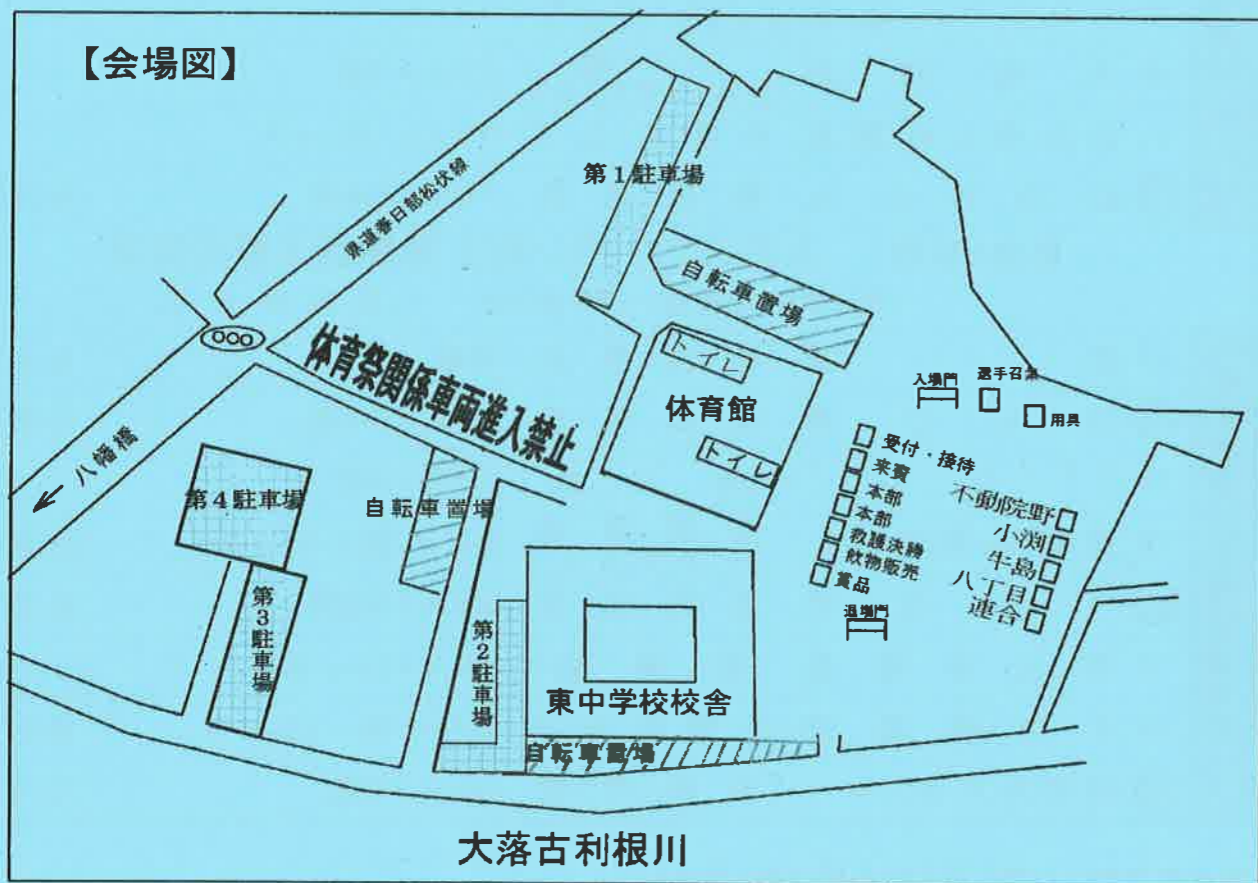 【会場図】
県道春日部松伏線
第1駐車場
自転車置場
トイレ
体育館
トイレ
体育祭関係車両進入禁止
八幡橋
第4駐車場
自転車置場
第3駐車場
第2駐車場
東中学校校舎
自転車置場
入場門
選手召集
用具
受付・接待
来賓
本部
本部
救護決勝
飲物販売
賞品
退場門
不動院野
小渕
牛島
八丁目
連合
大落古利根川